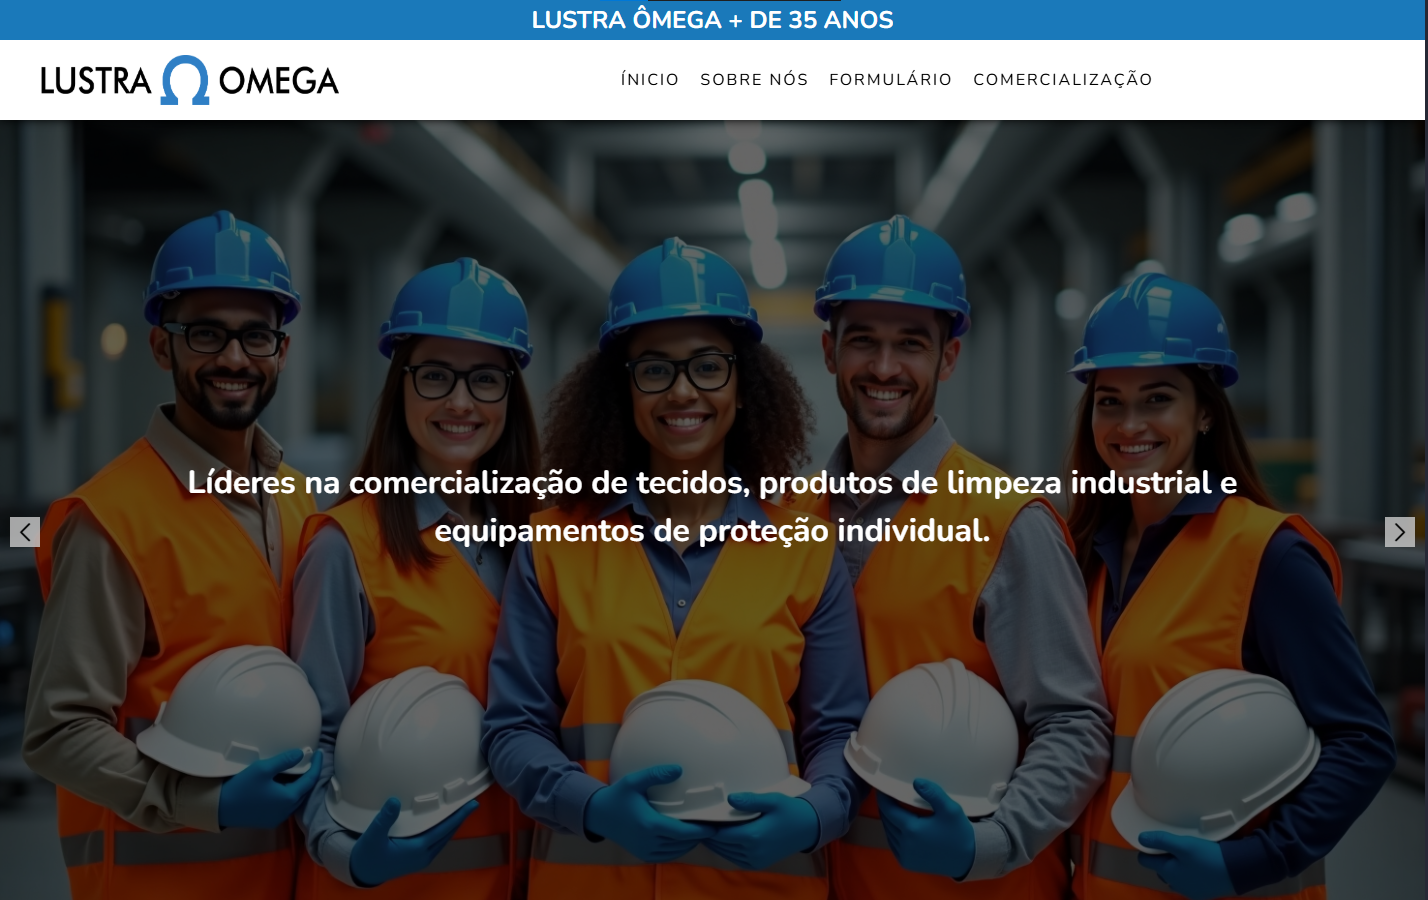 LUSTRA ÔMEGA + DE 35 ANOS
LUSTRA Ω OMEGA
ÍNICIO SOBRE NÓS FORMULÁRIO COMERCIALIZAÇÃO
Líderes na comercialização de tecidos, produtos de limpeza industrial e
equipamentos de proteção individual.